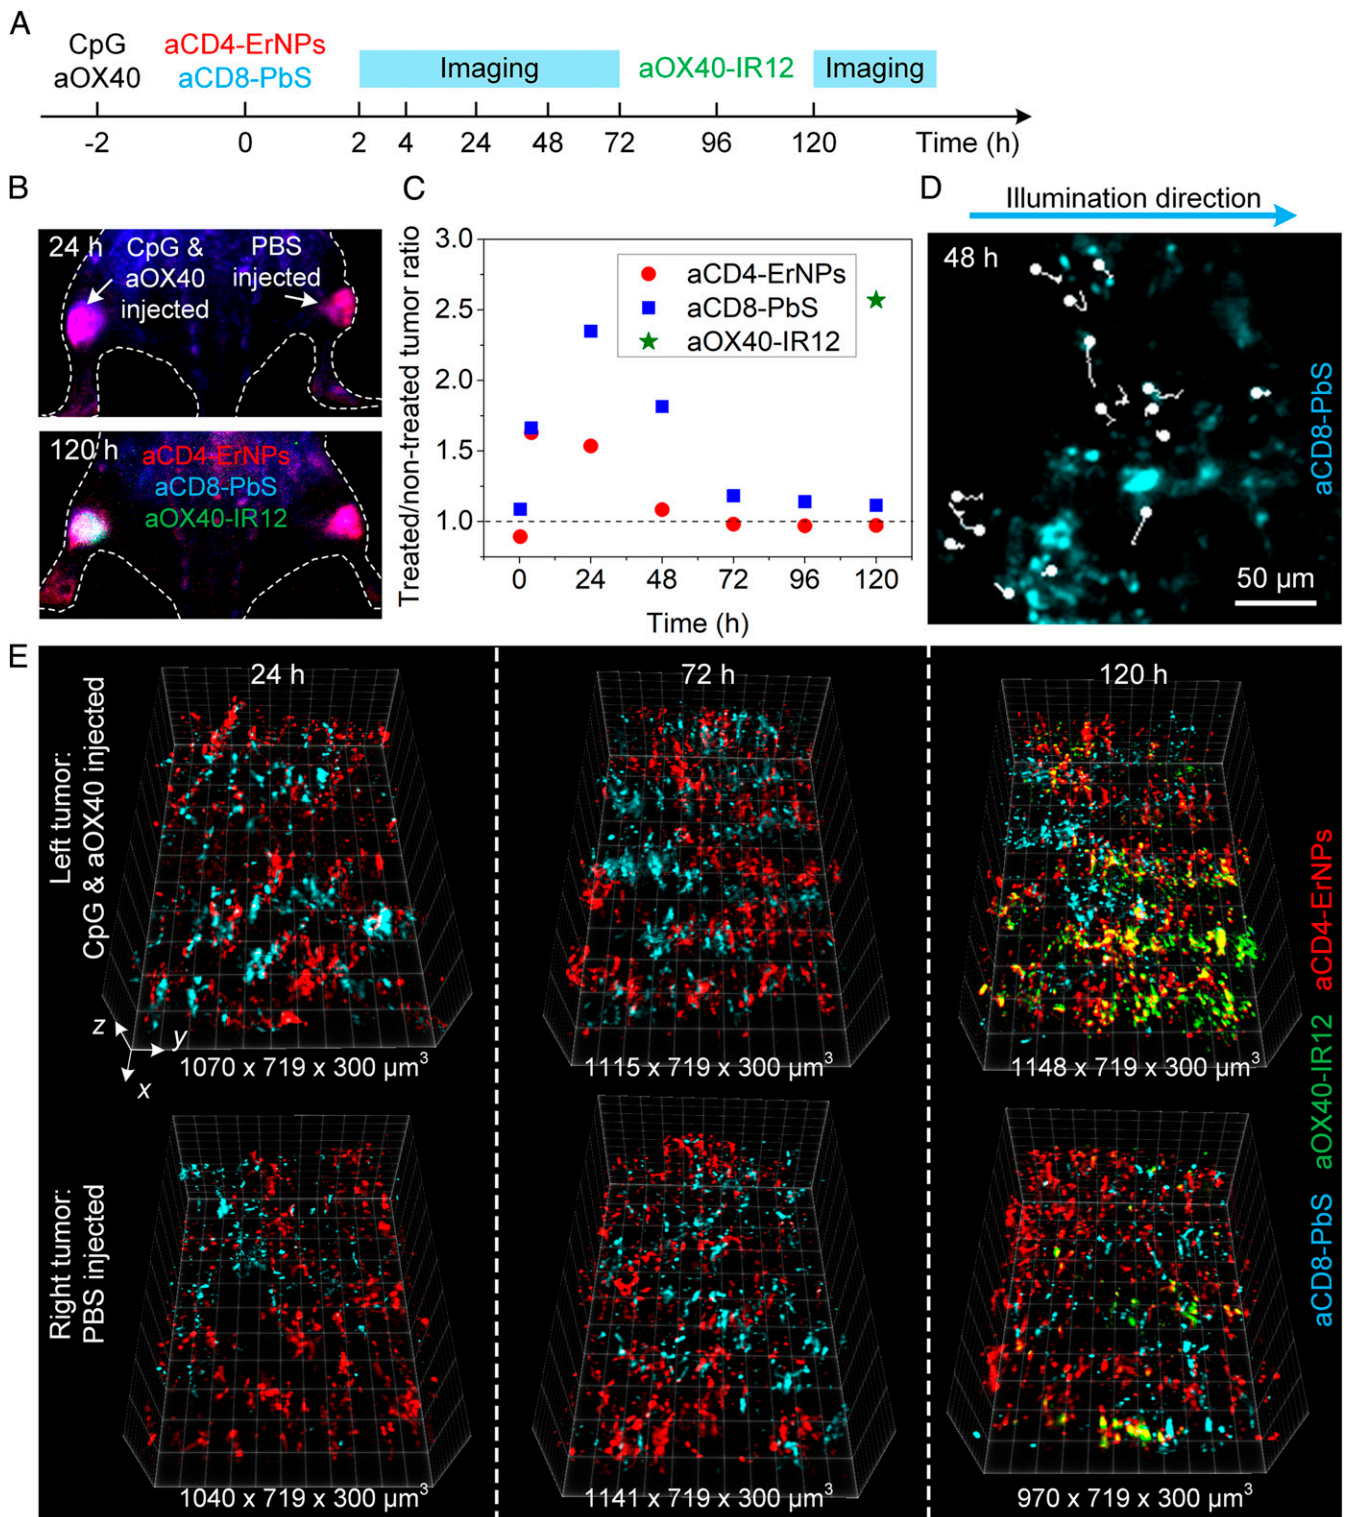 A
CpG
aOX40
aCD4-ErNPs
aCD8-PbS
Imaging
aOX40-IR12
Imaging
-2 0 2 4 24 48 72 96 120 Time (h)
B
24 h
CpG &
aOX40
injected
PBS
injected
120 h
aCD4-ErNPs
aCD8-PbS
aOX40-IR12
C
Treated/non-treated tumor ratio
3.0
2.5
2.0
1.5
1.0
aCD4-ErNPs
aCD8-PbS
aOX40-IR12
0 24 48 72 96 120
Time (h)
D
Illumination direction
48 h
50 µm
aCD8-PbS
E
Left tumor:
CpG & aOX40 injected
24 h
72 h
120 h
z
y
x
1070 x 719 x 300 µm³
1115 x 719 x 300 µm³
1148 x 719 x 300 µm³
Right tumor:
PBS injected
1040 x 719 x 300 µm³
1141 x 719 x 300 µm³
970 x 719 x 300 µm³
aCD8-PbS aOX40-IR12 aCD4-ErNPs